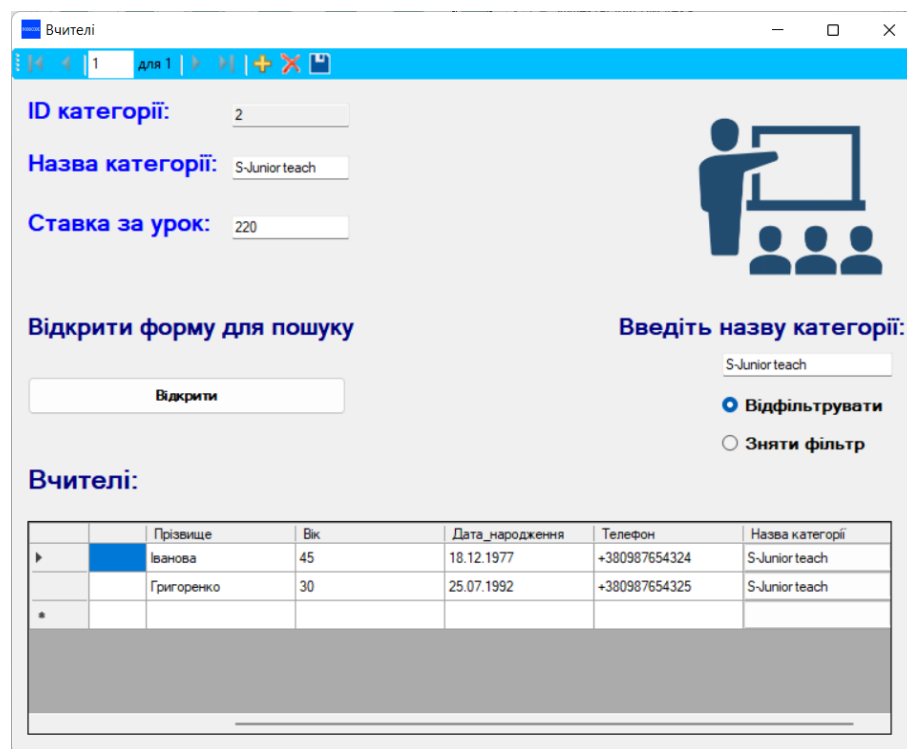 Вчителі
1 для 1
ID категорії: 2
Назва категорії: S-Junior teach
Ставка за урок: 220
Відкрити форму для пошуку
Введіть назву категорії:
S-Junior teach
Відкрити
Відфільтрувати
Зняти фільтр
Вчителі:
Прізвище Вік Дата_народження Телефон Назва категорії
Іванова 45 18.12.1977 +380987654324 S-Junior teach
Григоренко 30 25.07.1992 +380987654325 S-Junior teach